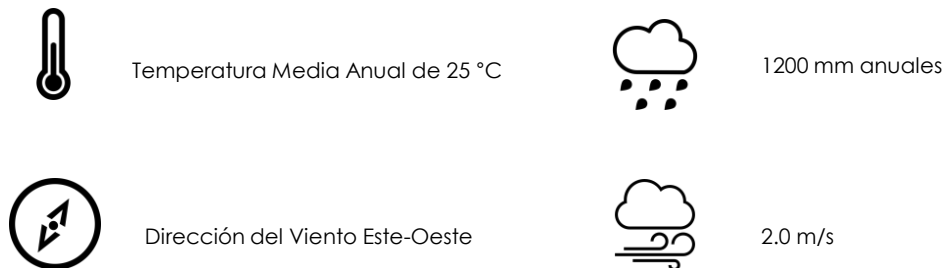 Temperatura Media Anual de 25 °C
1200 mm anuales
Dirección del Viento Este-Oeste
2.0 m/s